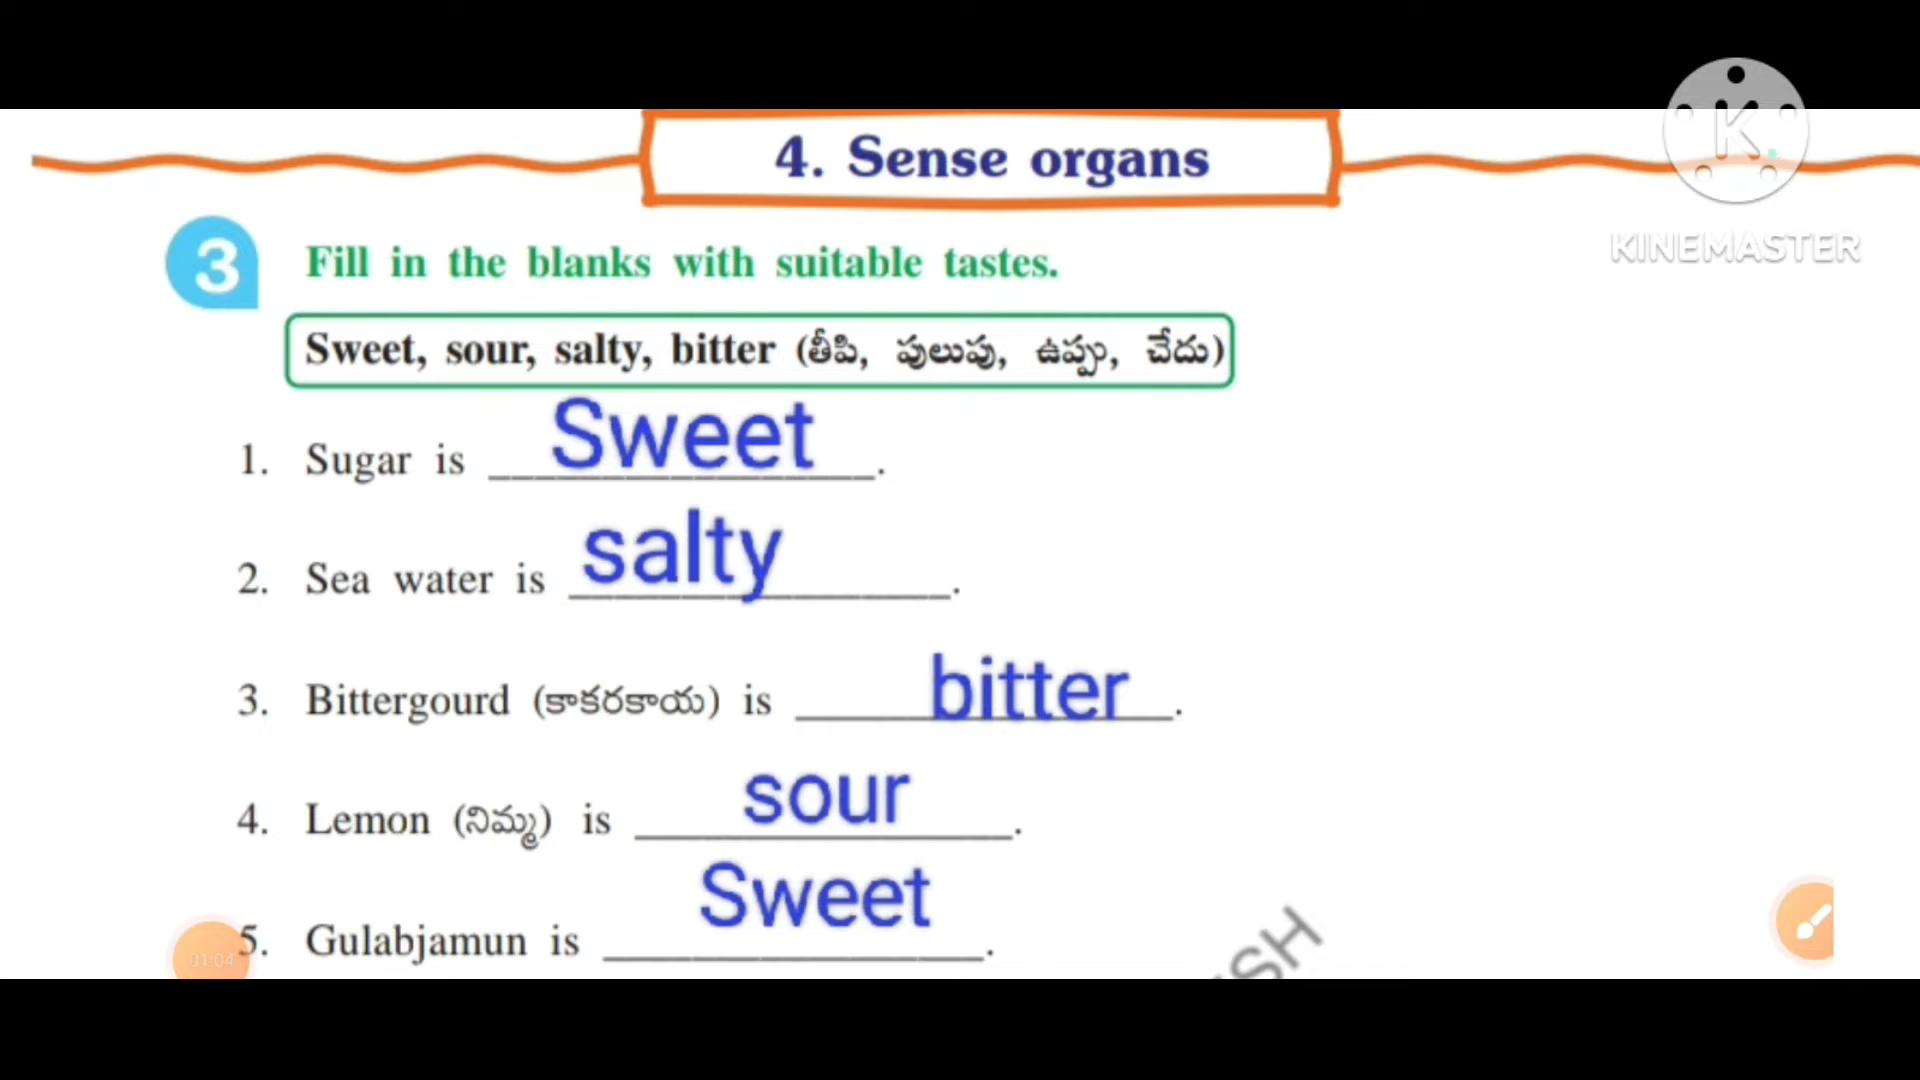 KINEMASTER
4. Sense organs
3 Fill in the blanks with suitable tastes.
Sweet, sour, salty, bitter (తీపి, పులుపు, ఉప్పు, చేదు)
1. Sugar is Sweet.
2. Sea water is salty.
3. Bittergourd (కాకరకాయ) is bitter.
4. Lemon (నిమ్మ) is sour.
5. Gulabjamun is Sweet.
01:04